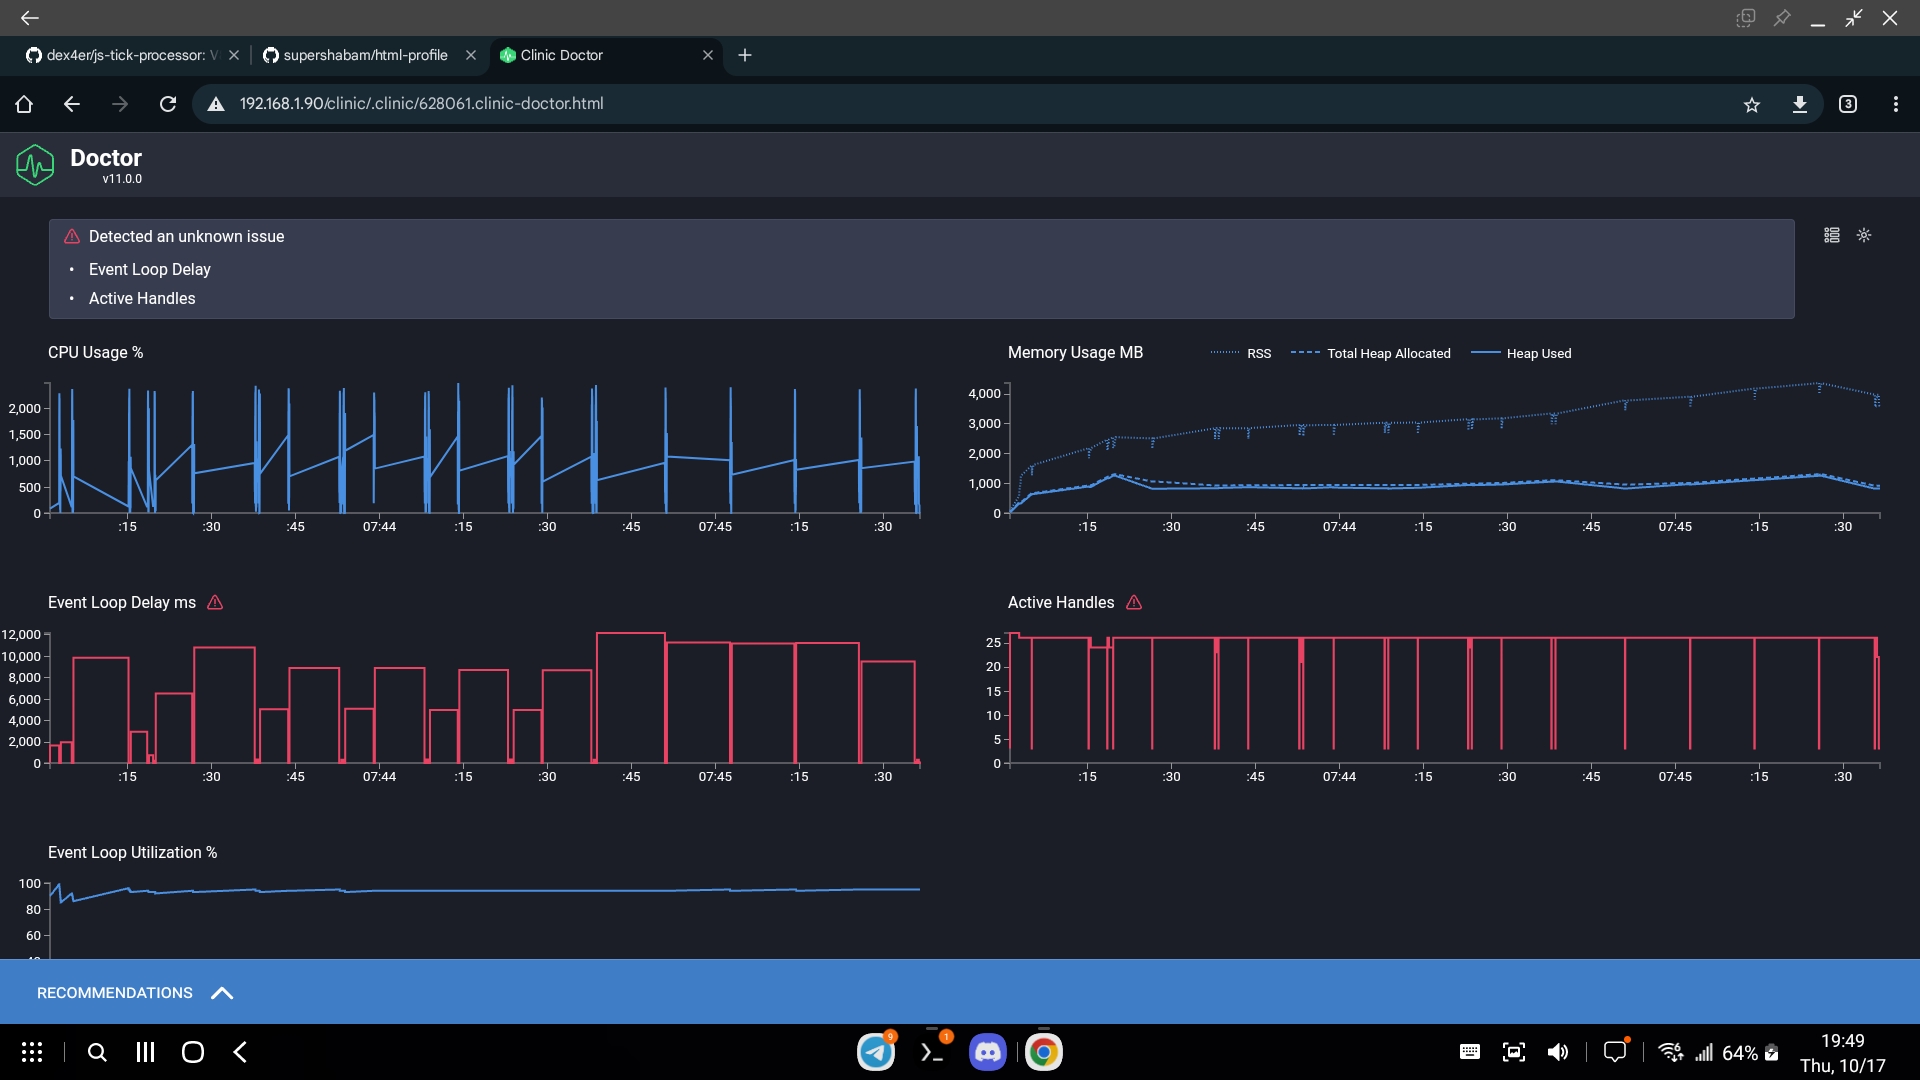 dex4er/js-tick-processor: V
supershabam/html-profile
Clinic Doctor
192.168.1.90/clinic/.clinic/628061.clinic-doctor.html
3
Doctor
v11.0.0
Detected an unknown issue
• Event Loop Delay
• Active Handles
CPU Usage %
2,000
1,500
1,000
500
0
:15 :30 :45 07:44 :15 :30 :45 07:45 :15 :30
Memory Usage MB RSS Total Heap Allocated Heap Used
4,000
3,000
2,000
1,000
0
:15 :30 :45 07:44 :15 :30 :45 07:45 :15 :30
Event Loop Delay ms
12,000
10,000
8,000
6,000
4,000
2,000
0
:15 :30 :45 07:44 :15 :30 :45 07:45 :15 :30
Active Handles
25
20
15
10
5
0
:15 :30 :45 07:44 :15 :30 :45 07:45 :15 :30
Event Loop Utilization %
100
80
60
RECOMMENDATIONS
9
1
64%
19:49
Thu, 10/17